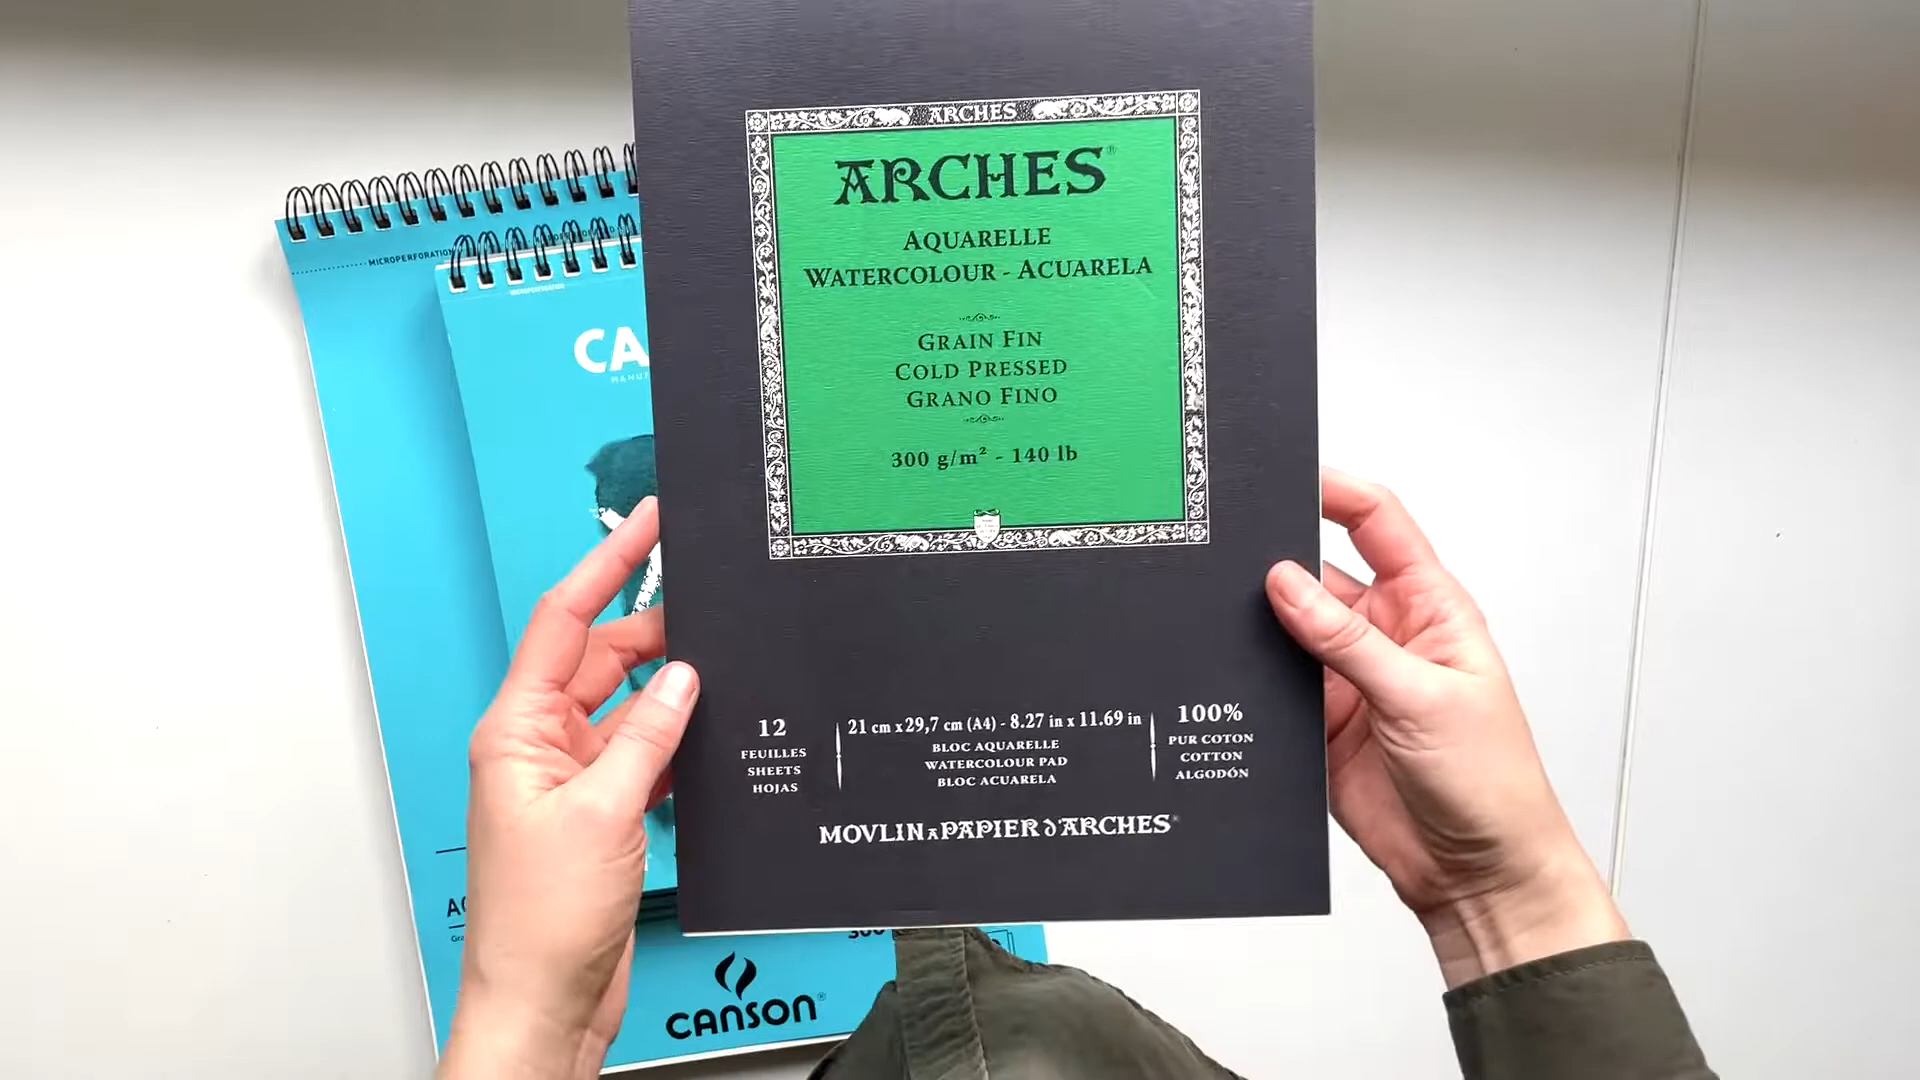 ARCHES
ARCHES®
AQUARELLE
WATERCOLOUR - ACUARELA
GRAIN FIN
COLD PRESSED
GRANO FINO
300 g/m² - 140 lb
12
FEUILLES
SHEETS
HOJAS
21 cm x 29,7 cm (A4) - 8.27 in x 11.69 in
BLOC AQUARELLE
WATERCOLOUR PAD
BLOC ACUARELA
100%
PUR COTON
COTTON
ALGODÓN
MOVLIN A PAPIER d'ARCHES®
MICROPERFORATION
MICROPERFORATION
CA
300
CANSON®